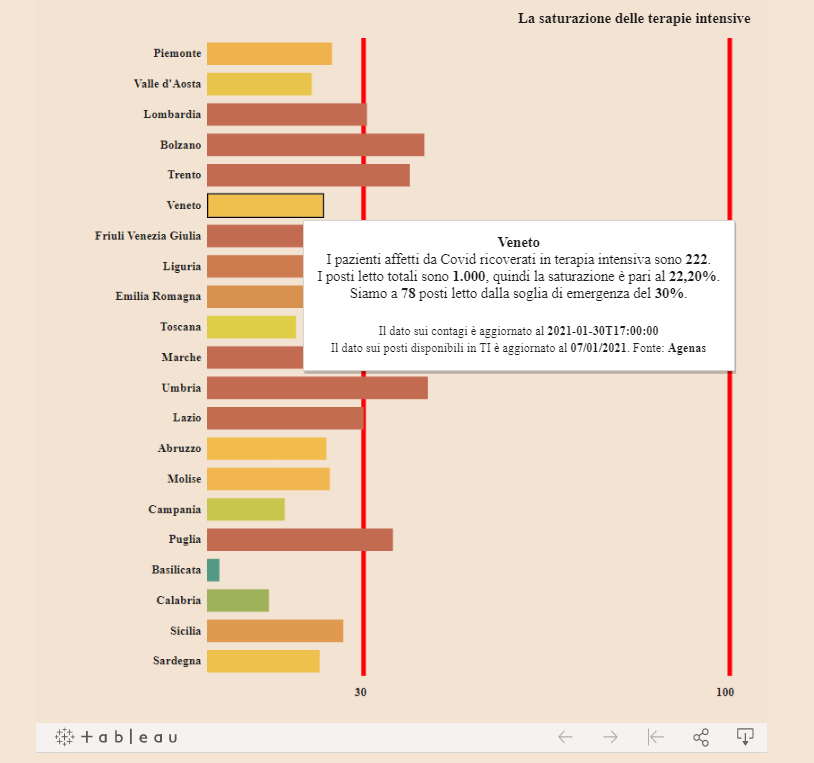 La saturazione delle terapie intensive
Piemonte
Valle d'Aosta
Lombardia
Bolzano
Trento
Veneto
Friuli Venezia Giulia
Liguria
Emilia Romagna
Toscana
Marche
Umbria
Lazio
Abruzzo
Molise
Campania
Puglia
Basilicata
Calabria
Sicilia
Sardegna
Veneto
I pazienti affetti da Covid ricoverati in terapia intensiva sono 222.
I posti letto totali sono 1.000, quindi la saturazione è pari al 22,20%.
Siamo a 78 posti letto dalla soglia di emergenza del 30%.
Il dato sui contagi è aggiornato al 2021-01-30T17:00:00
Il dato sui posti disponibili in TI è aggiornato al 07/01/2021. Fonte: Agenas
30
100
+ableau